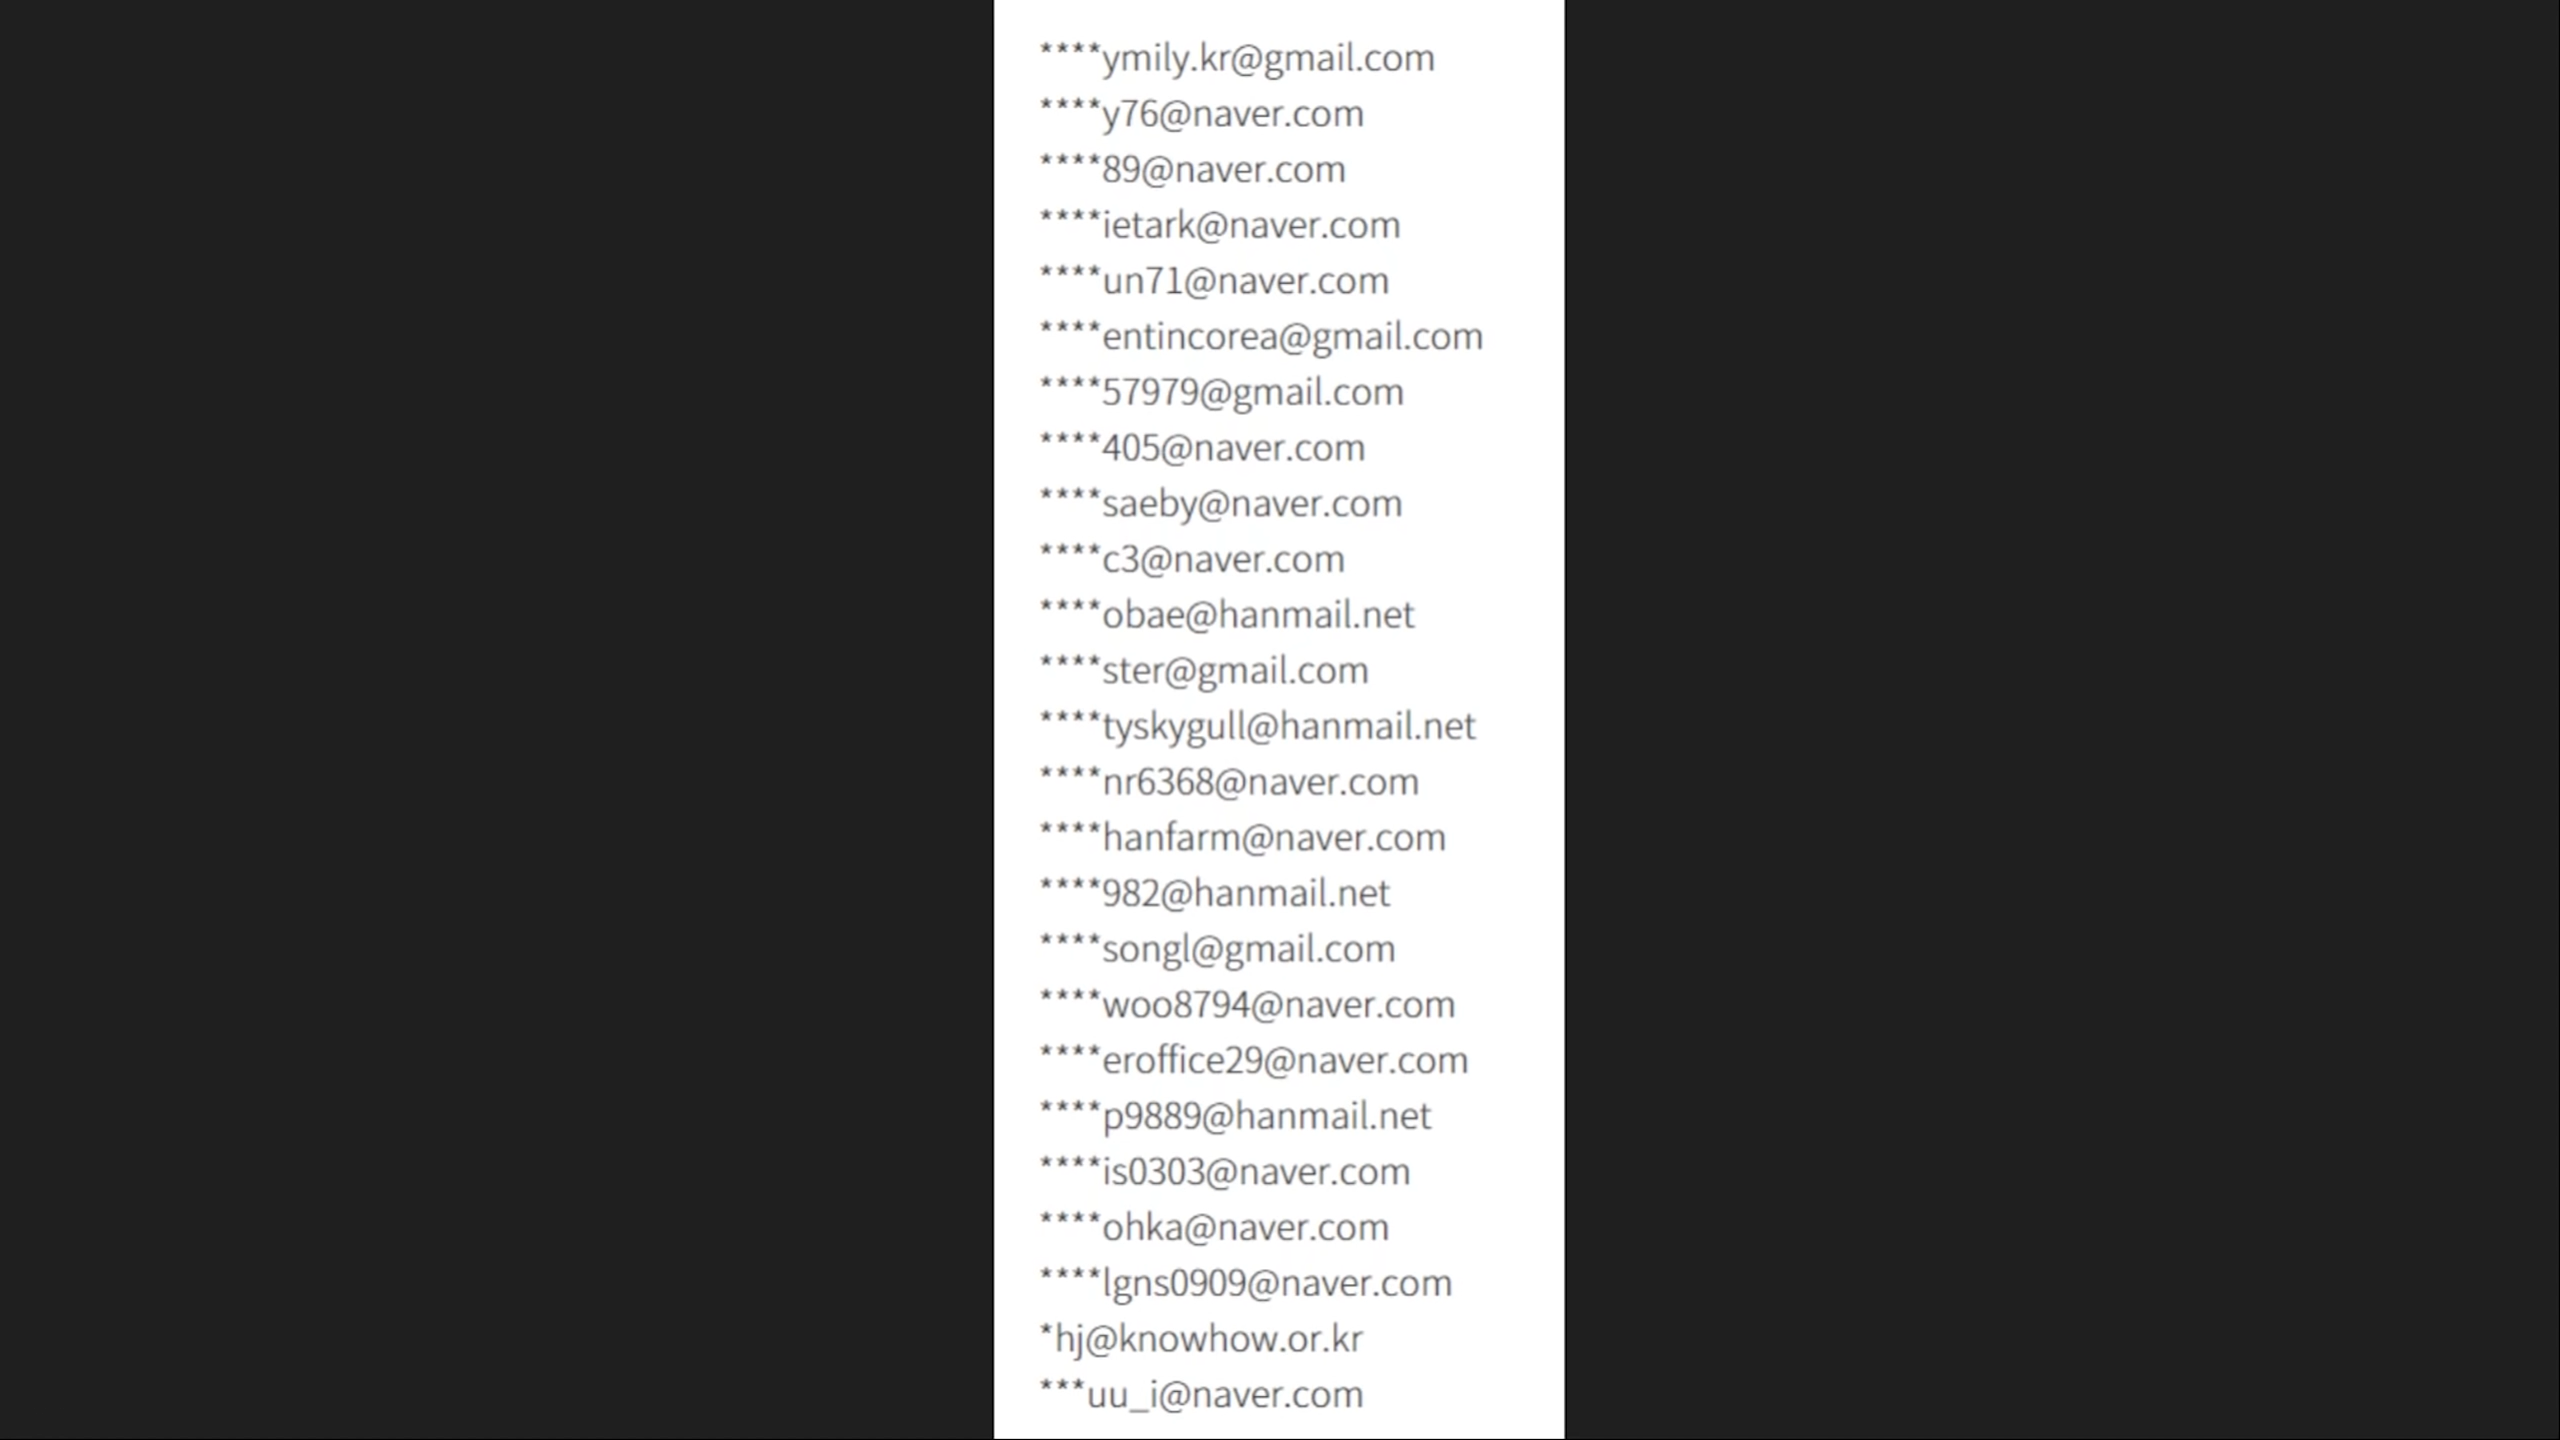 ****ymily.kr@gmail.com
****y76@naver.com
****89@naver.com
****ietark@naver.com
****un71@naver.com
****entincorea@gmail.com
****57979@gmail.com
****405@naver.com
****saeby@naver.com
****c3@naver.com
****obae@hanmail.net
****ster@gmail.com
****tyskygull@hanmail.net
****nr6368@naver.com
****hanfarm@naver.com
****982@hanmail.net
****songl@gmail.com
****woo8794@naver.com
****eroffice29@naver.com
****p9889@hanmail.net
****is0303@naver.com
****ohka@naver.com
****lgns0909@naver.com
*hj@knowhow.or.kr
***uu_i@naver.com